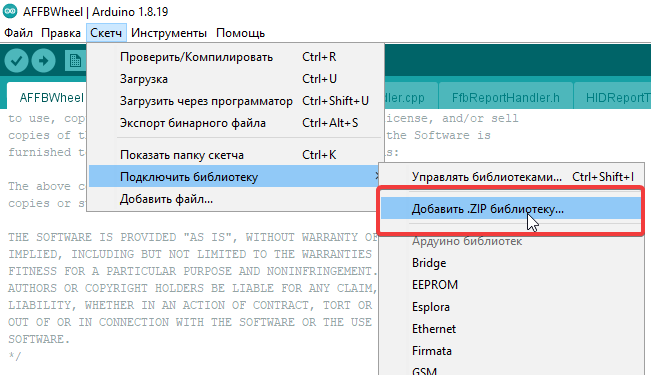 AFFBWheel | Arduino 1.8.19
Файл Правка Скетч Инструменты Помощь
Проверить/Компилировать Ctrl+R
Загрузка Ctrl+U
Загрузить через программатор Ctrl+Shift+U
Экспорт бинарного файла Ctrl+Alt+S
Показать папку скетча Ctrl+K
Подключить библиотеку
Добавить файл...
Управлять библиотеками... Ctrl+Shift+I
Добавить .ZIP библиотеку...
Ардуино библиотек
Bridge
EEPROM
Esplora
Ethernet
Firmata
GSM
AFFBWheel ller.cpp FfbReportHandler.h HIDReportT
to use, cop icense, and/or sell
copies of th the Software is
furnished to s:
The above c
copies or su
THE SOFTWARE IS PROVIDED "AS IS", WITHOUT WARRANTY OF
IMPLIED, INCLUDING BUT NOT LIMITED TO THE WARRANTIES
FITNESS FOR A PARTICULAR PURPOSE AND NONINFRINGEMENT.
AUTHORS OR COPYRIGHT HOLDERS BE LIABLE FOR ANY CLAIM,
LIABILITY, WHETHER IN AN ACTION OF CONTRACT, TORT OR
OUT OF OR IN CONNECTION WITH THE SOFTWARE OR THE USE
SOFTWARE.
*/